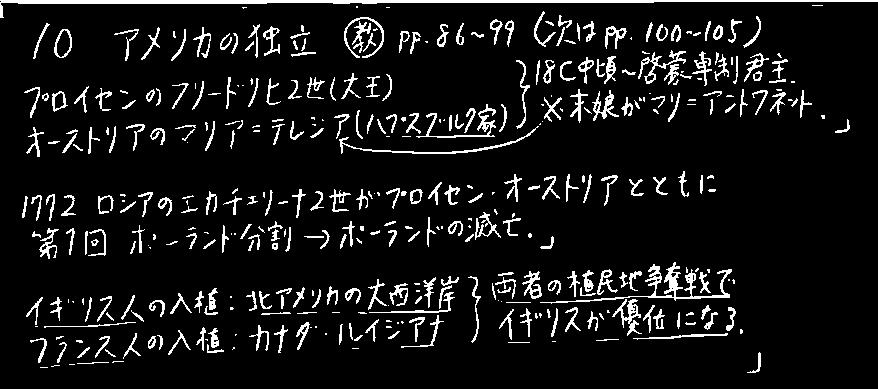 10 アメリカの独立 ㊟教 pp.86~99 (次はpp.100~105)
プロイセンのフリードリヒ2世(大王)
オーストリアのマリア=テレジア(ハプスブルク家)
}18C中頃~啓蒙専制君主.
※末娘がマリ=アントワネット.」
1772 ロシアのエカチェリーナ2世がプロイセン・オーストリアとともに
第1回 ポーランド分割→ポーランドの滅亡.」
イギリス人の入植:北アメリカの大西洋岸
フランス人の入植:カナダ・ルイジアナ
}両者の植民地争奪戦で
イギリスが優位になる.」